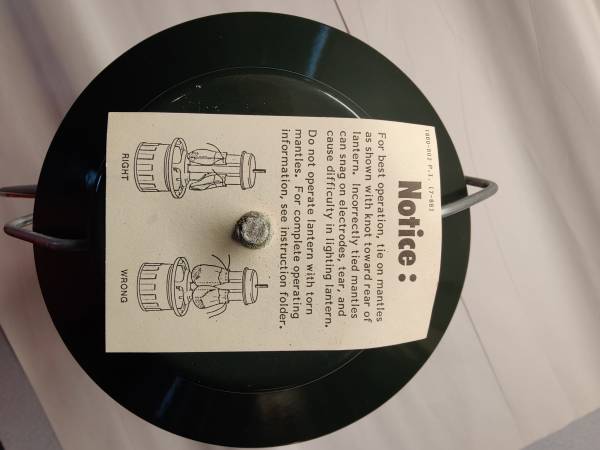 Notice:
For best operation, tie on mantles
as shown with knot toward rear of
lantern. Incorrectly tied mantles
can snag on electrodes, tear, and
cause difficulty in lighting lantern.
Do not operate lantern with torn
mantles. For complete operating
information, see instruction folder.
RIGHT
WRONG